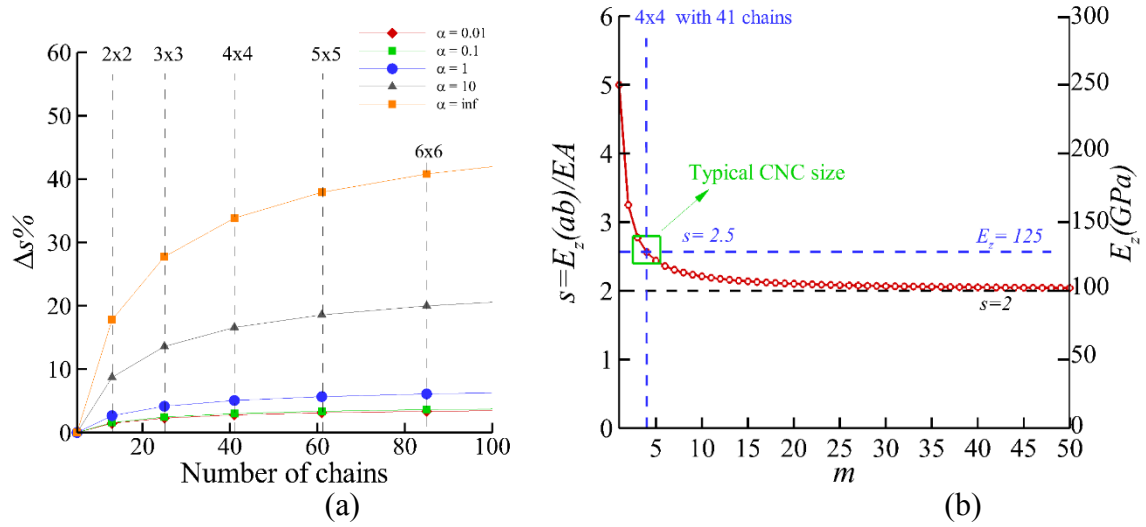 60
50
40
30
20
10
0
Δs%
2x2
3x3
4x4
5x5
6x6
α = 0.01
α = 0.1
α = 1
α = 10
α = inf
20
40
60
80
100
Number of chains
(a)
4x4 with 41 chains
6
5
4
3
2
1
0
s=E_z(ab)/EA
Typical CNC size
s= 2.5
E_z= 125
s=2
300
250
200
150
100
50
0
E_z(GPa)
5
10
15
20
25
30
35
40
45
50
m
(b)